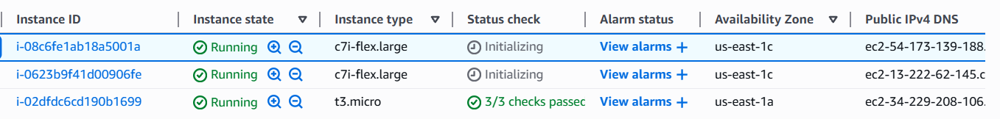 Instance ID Instance state Instance type Status check Alarm status Availability Zone Public IPv4 DNS
i-08c6fe1ab18a5001a Running c7i-flex.large Initializing View alarms + us-east-1c ec2-54-173-139-188.
i-0623b9f41d00906fe Running c7i-flex.large Initializing View alarms + us-east-1c ec2-13-222-62-145.c
i-02dfdc6cd190b1699 Running t3.micro 3/3 checks passed View alarms + us-east-1a ec2-34-229-208-106.